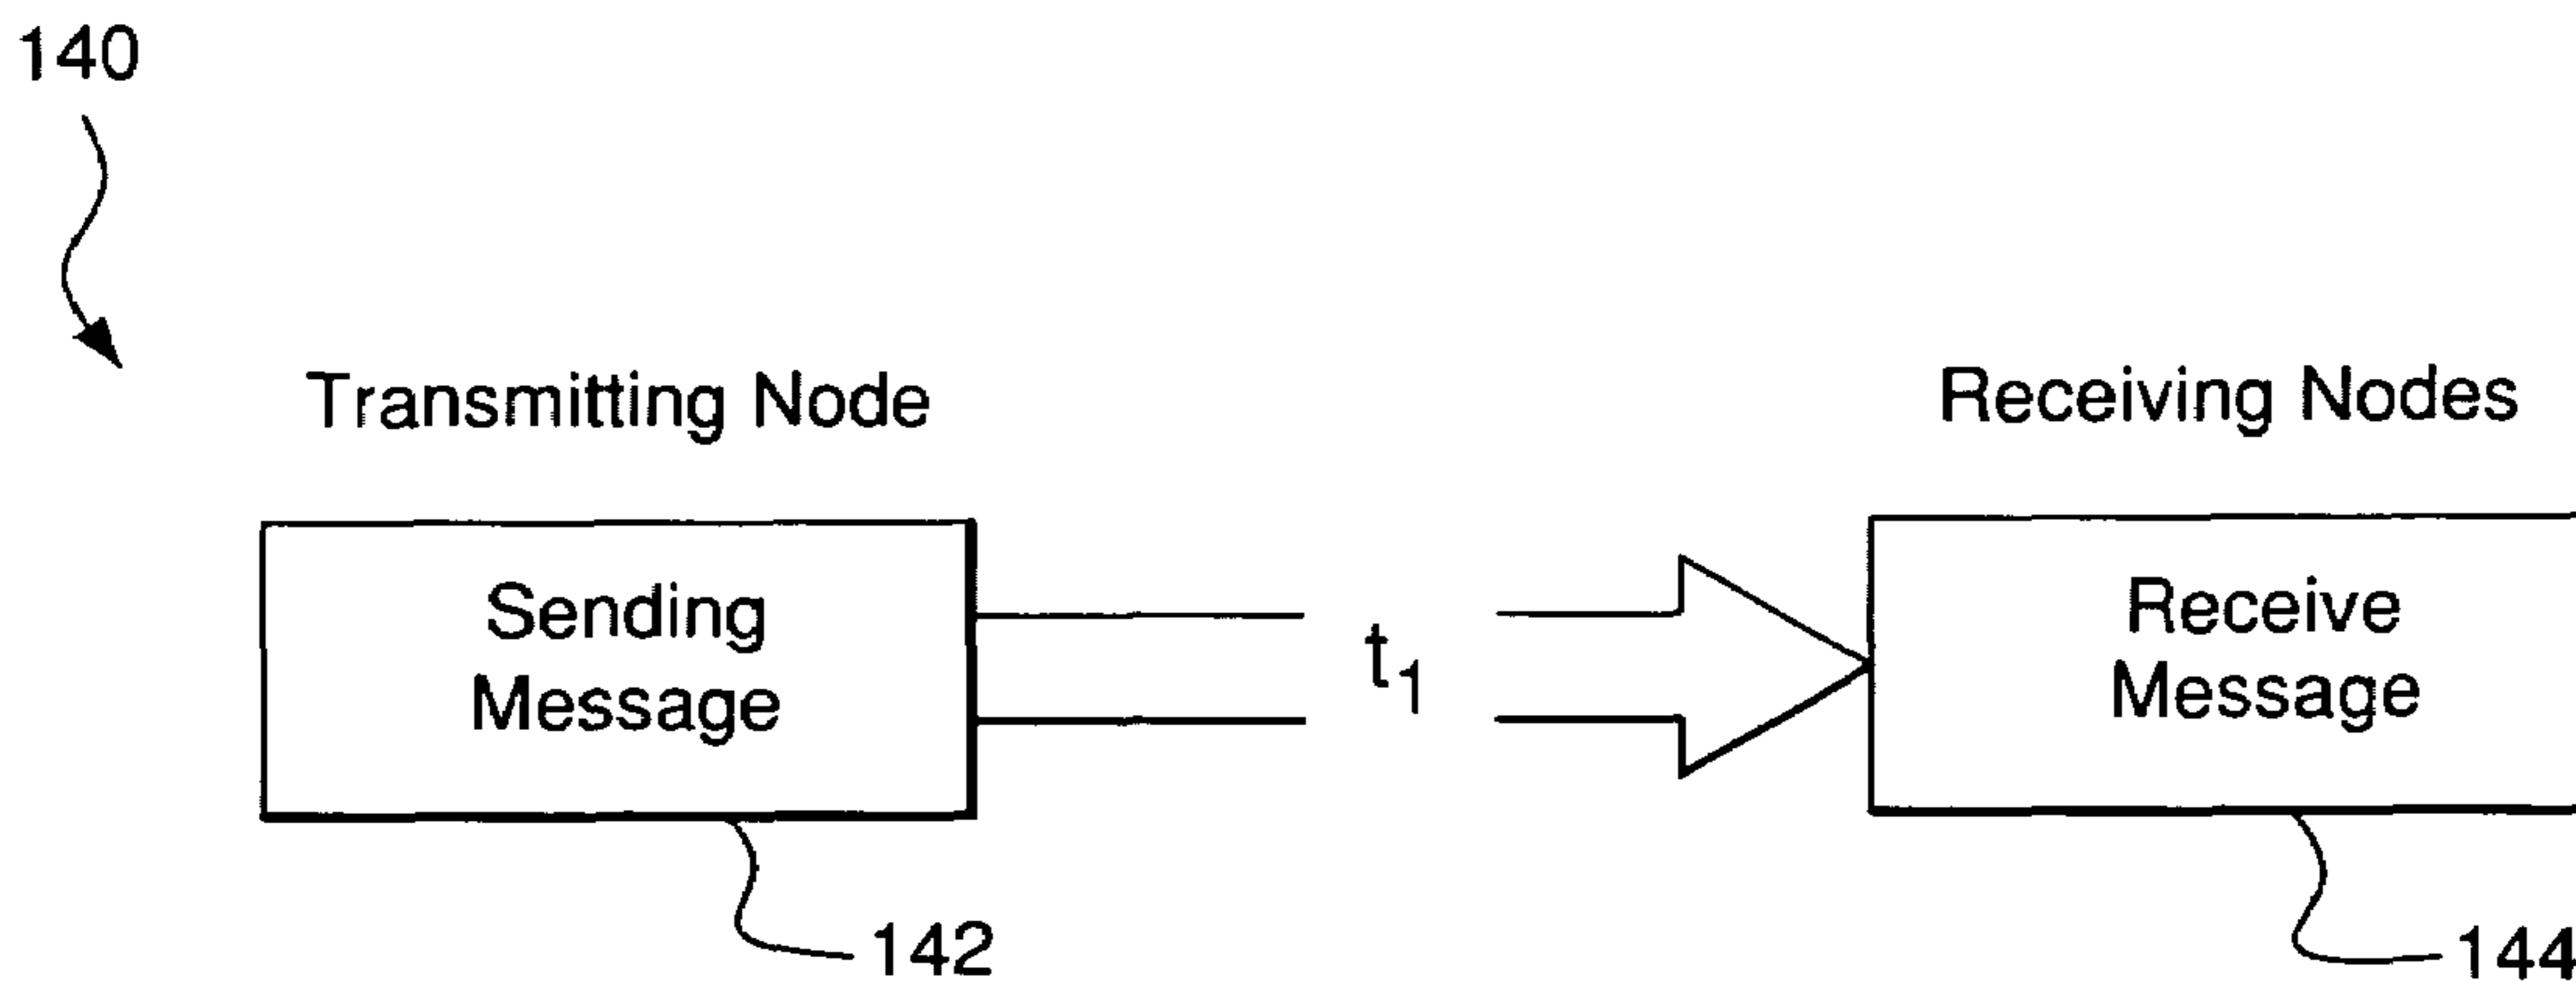 140
Transmitting Node
Receiving Nodes
Sending
Message
t₁
Receive
Message
142
144